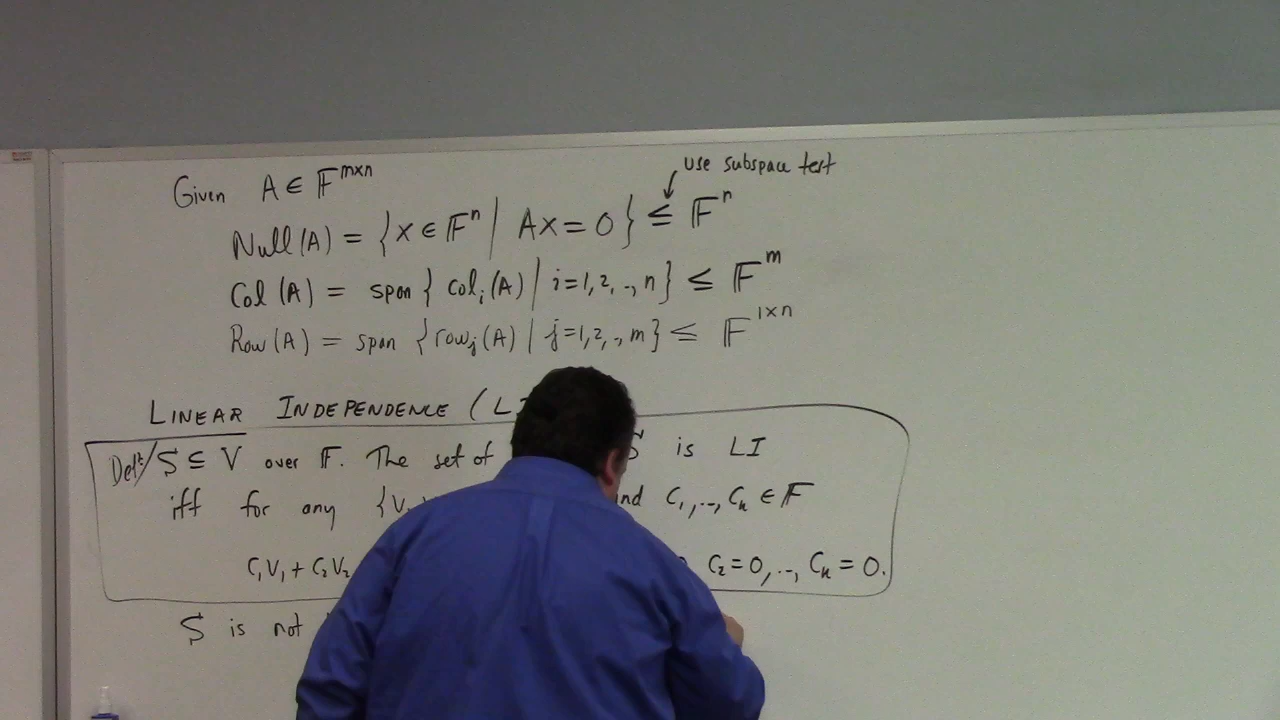 use subspace test
Given A ∈ 𝔽^{m×n}
Null(A) = {x ∈ 𝔽^n | Ax = 0} ≤ 𝔽^n
Col(A) = span{col_i(A) | i=1,2,..,n} ≤ 𝔽^m
Row(A) = span {row_j(A) | j=1,2,.,m} ≤ 𝔽^{1×n}
LINEAR INDEPENDENCE (L
Def^n/ S ⊆ V over 𝔽. The set of S is LI
iff for any {V and C_1,..,C_k ∈ 𝔽
C_1V_1 + C_2V_2 C_2=0,..., C_k=0.
S is not